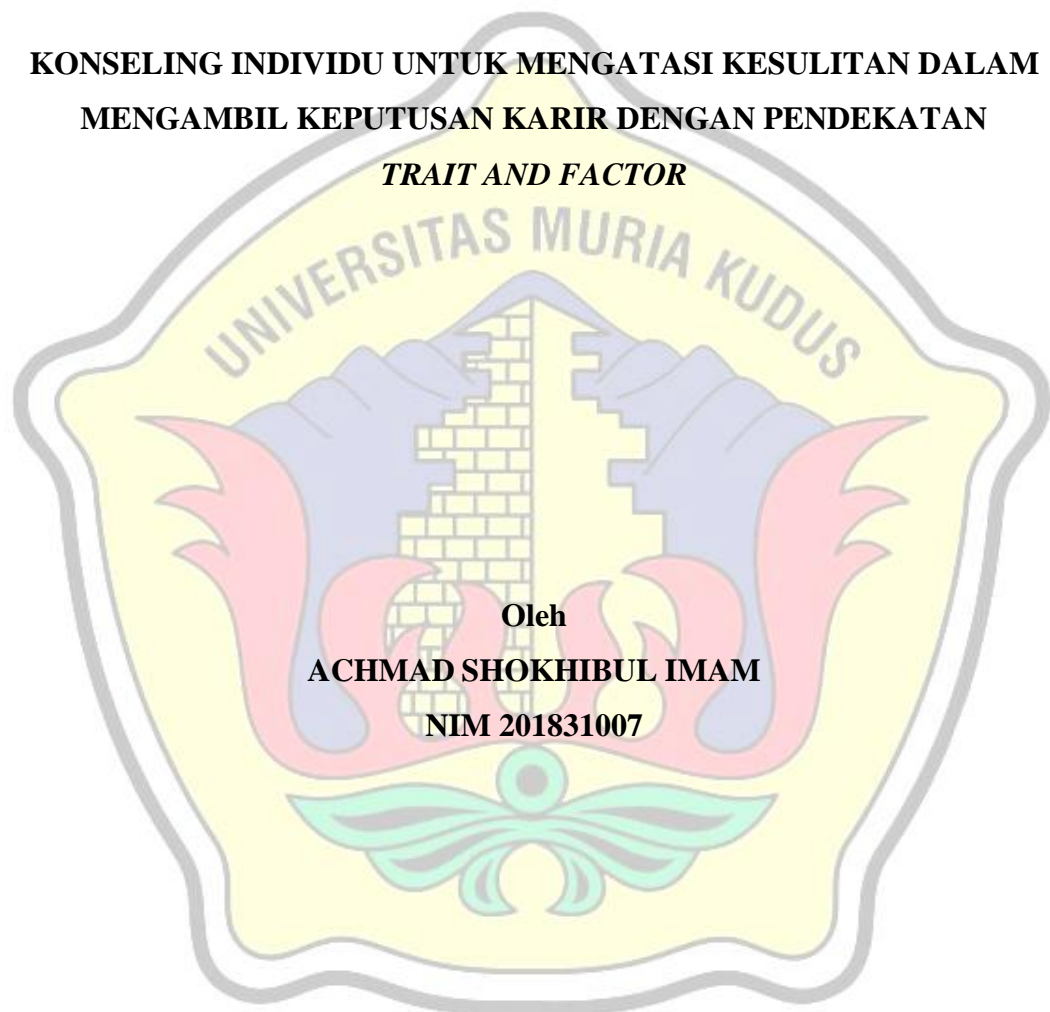 KONSELING INDIVIDU UNTUK MENGATASI KESULITAN DALAM
MENGAMBIL KEPUTUSAN KARIR DENGAN PENDEKATAN
TRAIT AND FACTOR
UNIVERSITAS MURIA KUDUS
Oleh
ACHMAD SHOKHIBUL IMAM
NIM 201831007